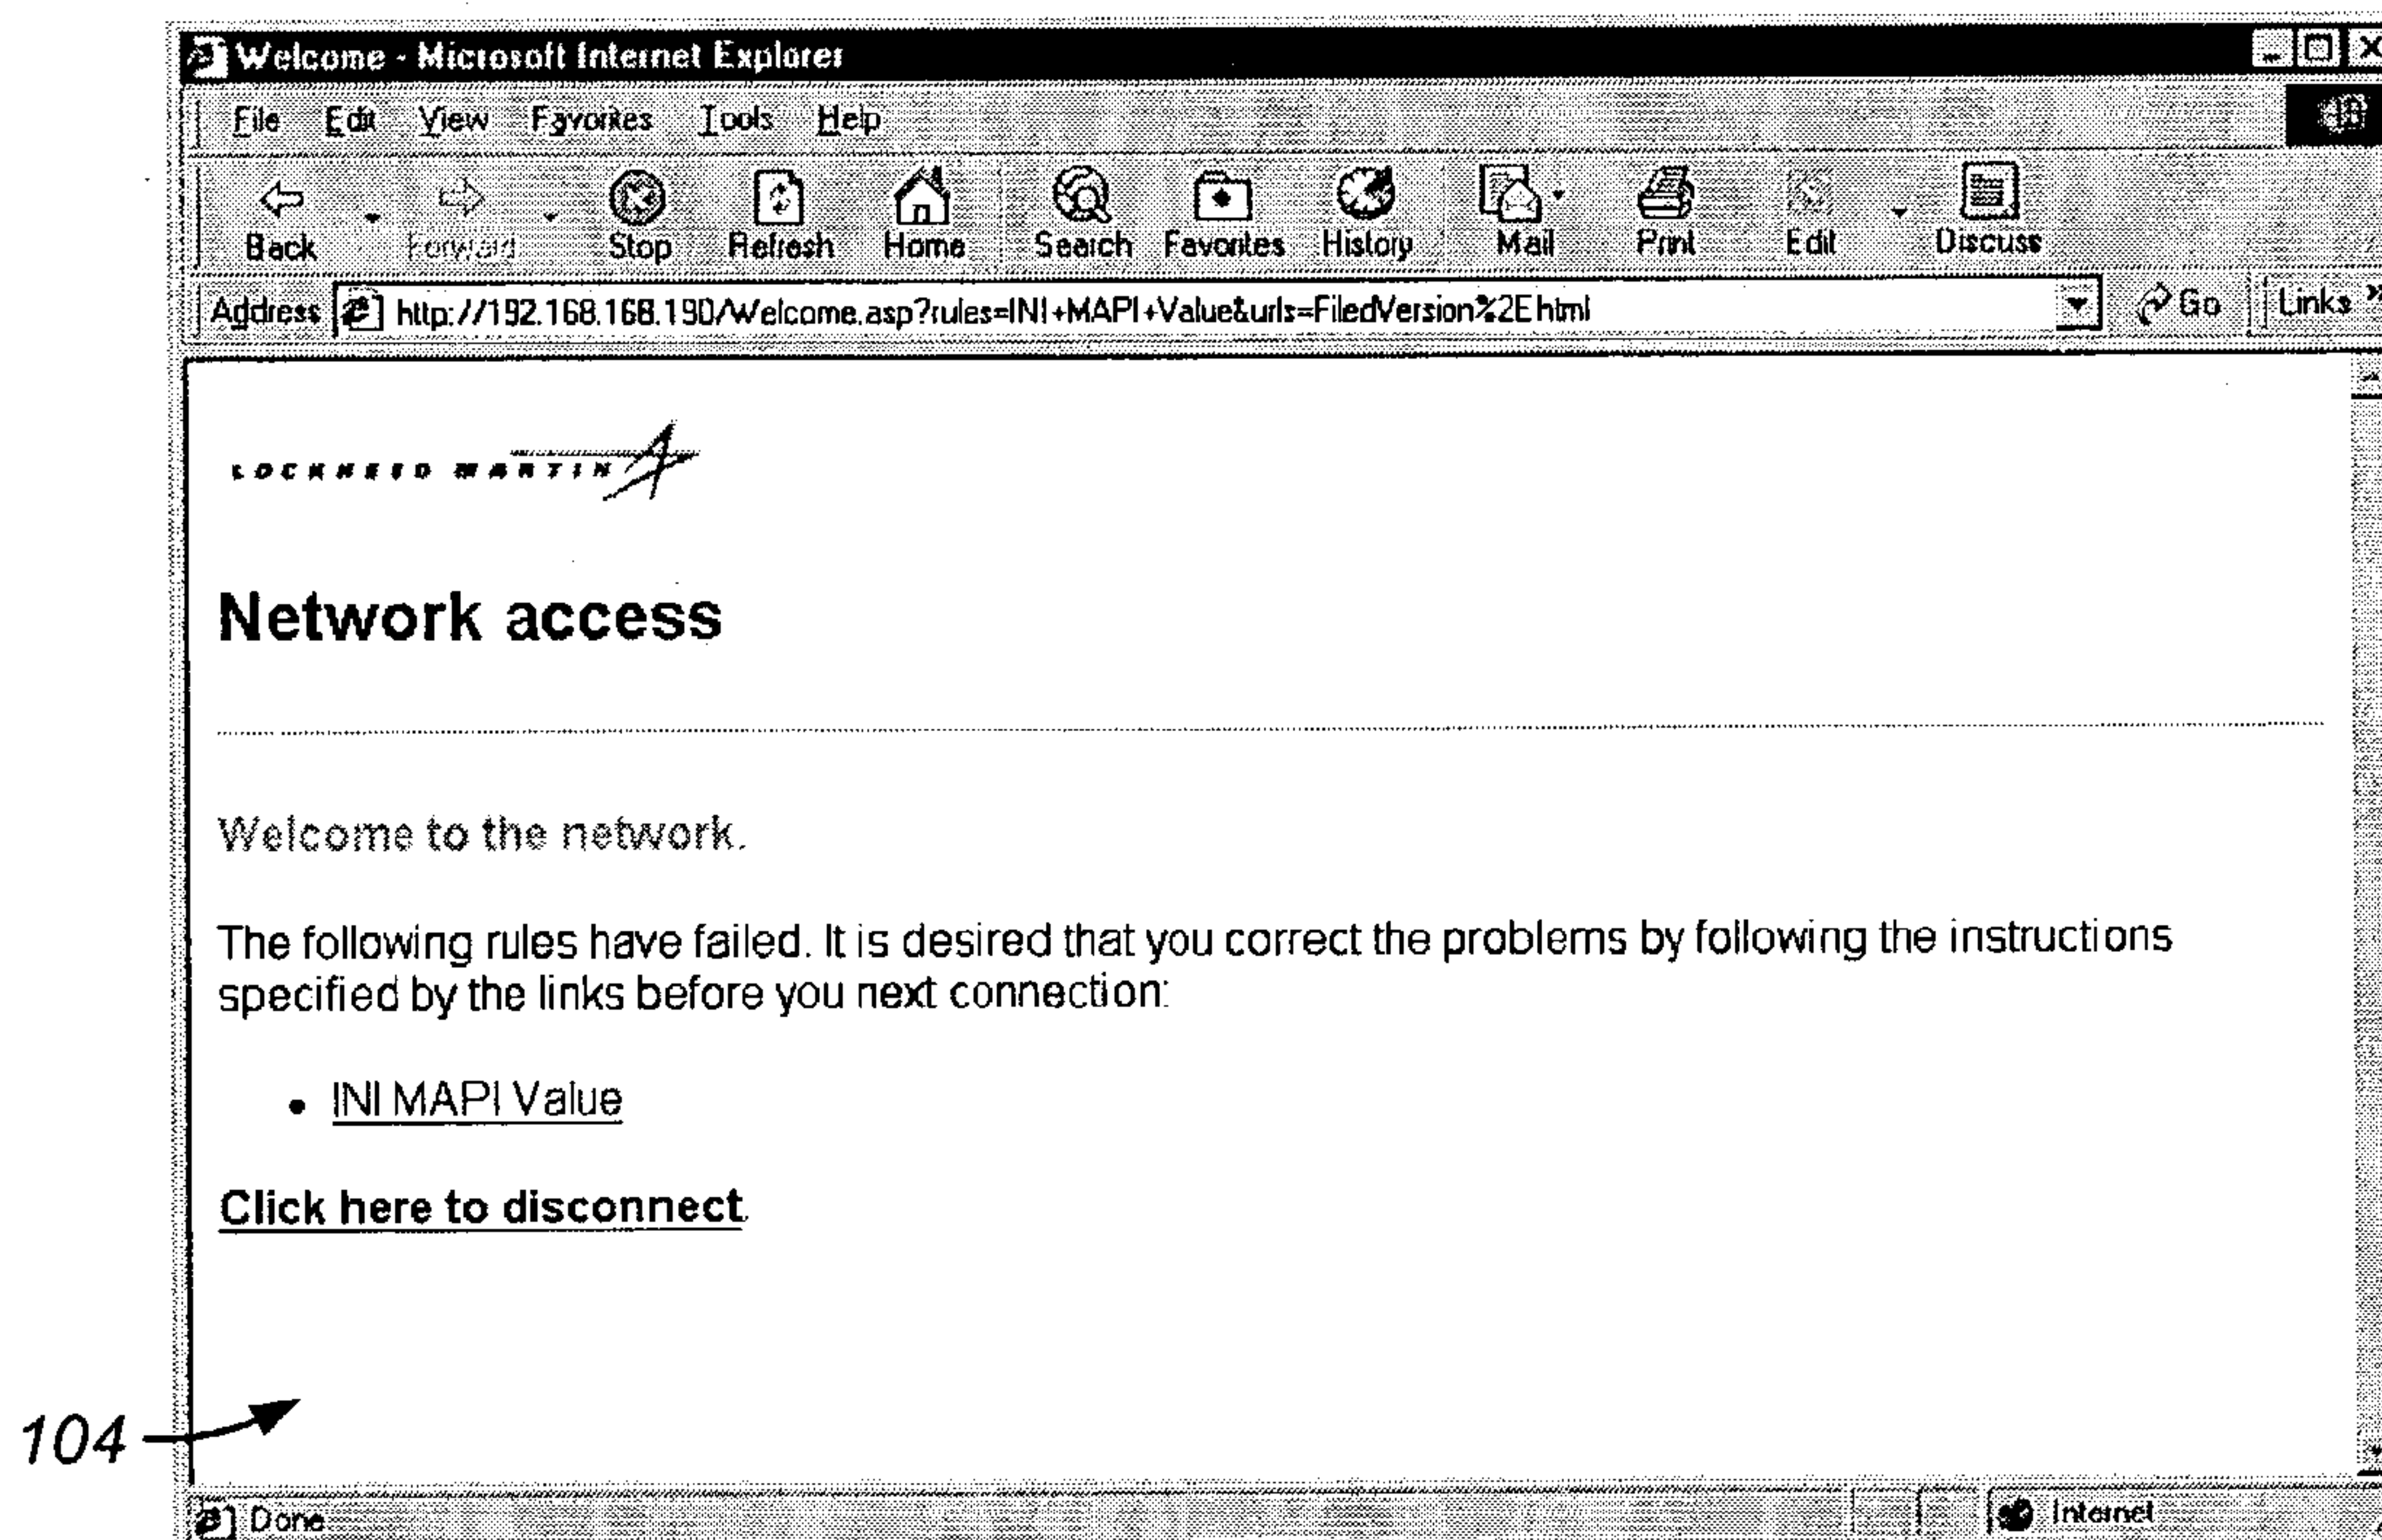 Welcome - Microsoft Internet Explorer
File Edit View Favorites Tools Help
Back Forward Stop Refresh Home Search Favorites History Mail Print Edit Discuss
Address http://192.168.168.190/Welcome.asp?rules=INI+MAPI+Value&urls=FiledVersion%2Ehtml Go Links »
LOCKHEED MARTIN
Network access
Welcome to the network.
The following rules have failed. It is desired that you correct the problems by following the instructions
specified by the links before you next connection:
• INI MAPI Value
Click here to disconnect.
104
Done Internet